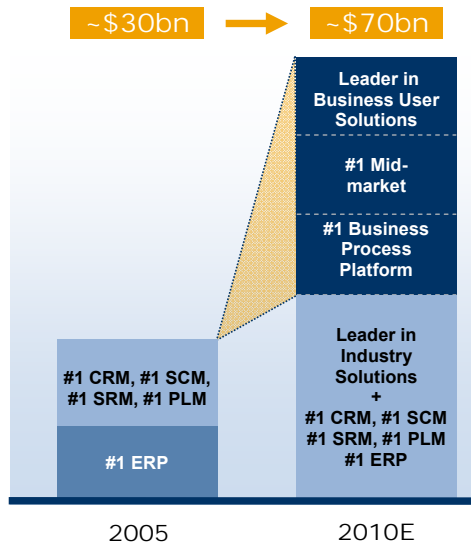 ~$30bn
~$70bn
Leader in
Business User
Solutions
#1 Mid-
market
#1 Business
Process
Platform
#1 CRM, #1 SCM,
#1 SRM, #1 PLM
#1 ERP
Leader in
Industry
Solutions
+
#1 CRM, #1 SCM
#1 SRM, #1 PLM
#1 ERP
2005
2010E